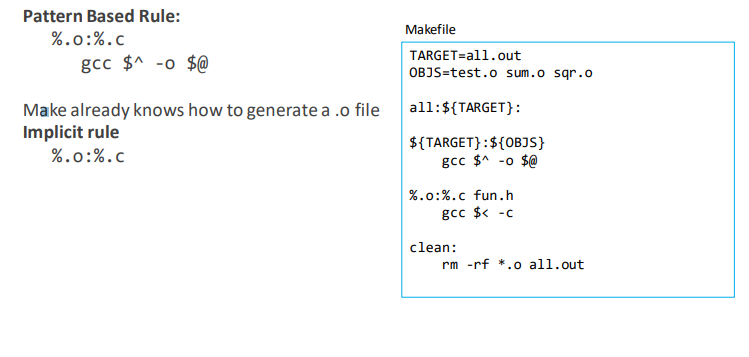 Pattern Based Rule:
%.o:%.c
gcc $^ -o $@
Make already knows how to generate a .o file
Implicit rule
%.o:%.c
Makefile
TARGET=all.out
OBJS=test.o sum.o sqr.o
all:${TARGET}:
${TARGET}:${OBJS}
gcc $^ -o $@
%.o:%.c fun.h
gcc $< -c
clean:
rm -rf *.o all.out